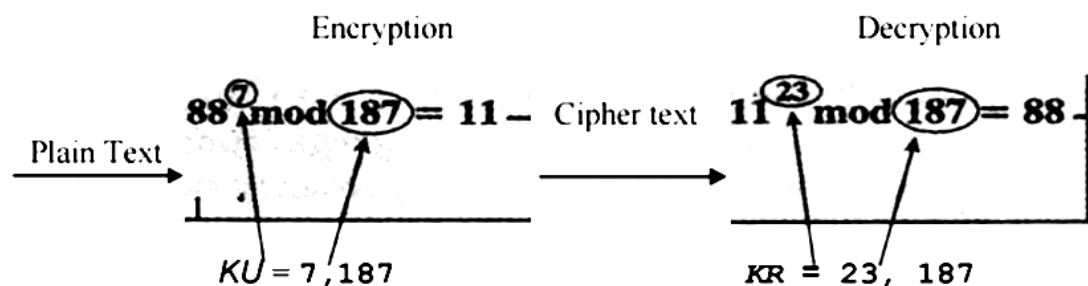 Encryption Decryption
88^7 mod 187 = 11 – Cipher text 11^23 mod 187 = 88 –
Plain Text
KU = 7,187 KR = 23, 187